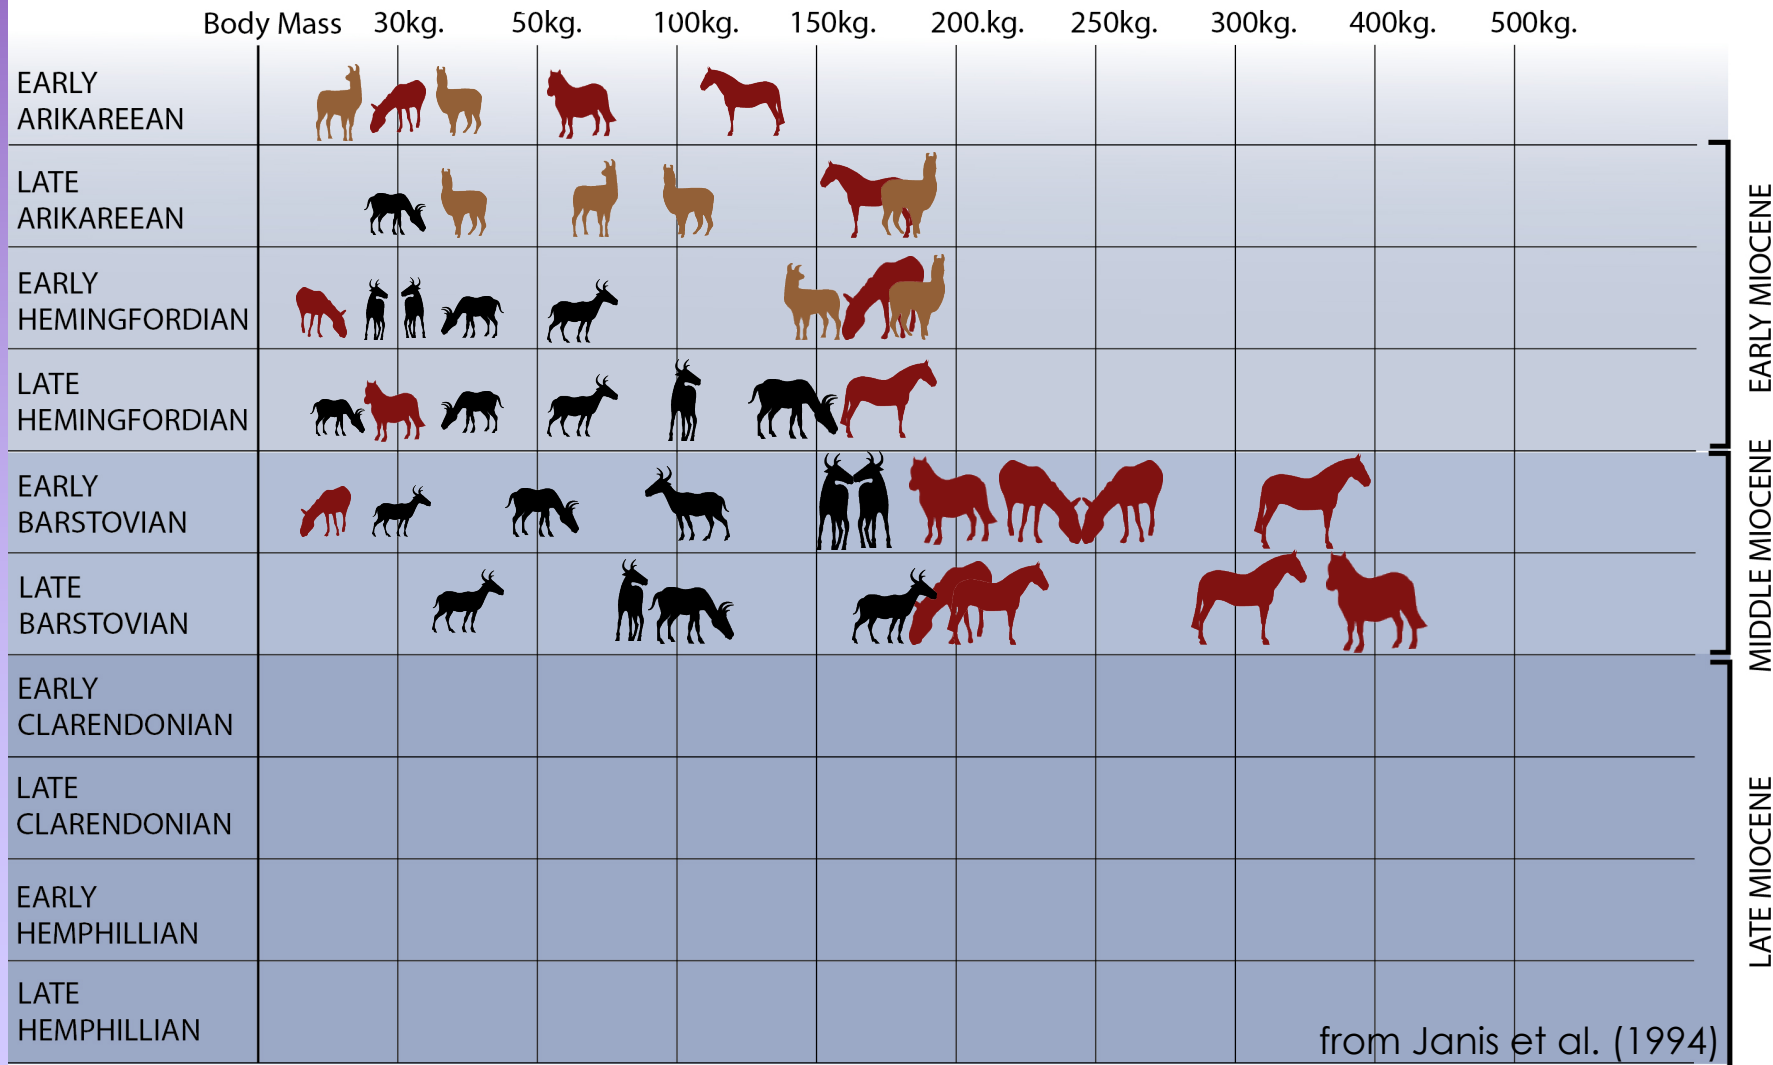 Body Mass 30kg. 50kg. 100kg. 150kg. 200.kg. 250kg. 300kg. 400kg. 500kg.
EARLY
ARIKAREEAN
LATE
ARIKAREEAN
EARLY
HEMINGFORDIAN
LATE
HEMINGFORDIAN
EARLY
BARSTOVIAN
LATE
BARSTOVIAN
EARLY
CLARENDONIAN
LATE
CLARENDONIAN
EARLY
HEMPHILLIAN
LATE
HEMPHILLIAN
EARLY MIOCENE
MIDDLE MIOCENE
LATE MIOCENE
from Janis et al. (1994)